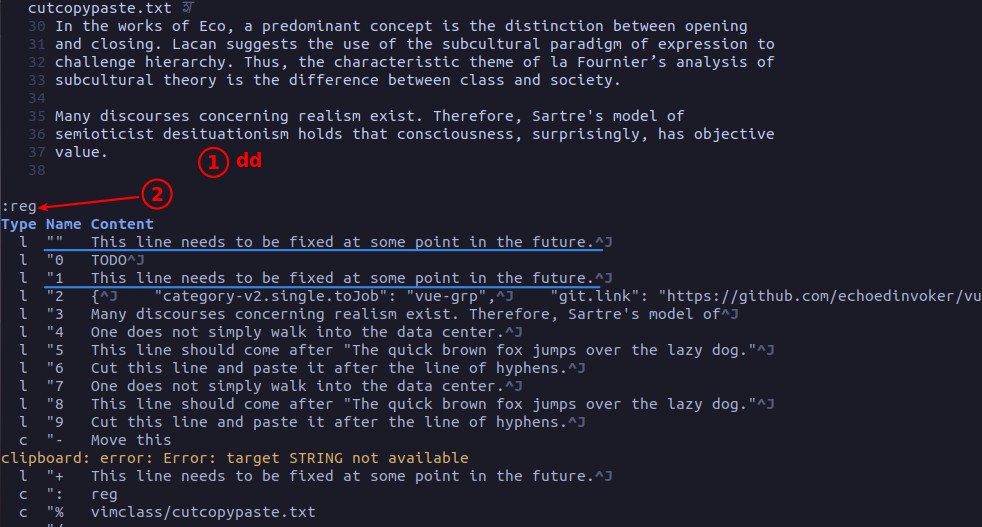 cutcopypaste.txt
30 In the works of Eco, a predominant concept is the distinction between opening
31 and closing. Lacan suggests the use of the subcultural paradigm of expression to
32 challenge hierarchy. Thus, the characteristic theme of la Fournier’s analysis of
33 subcultural theory is the difference between class and society.
34
35 Many discourses concerning realism exist. Therefore, Sartre's model of
36 semioticist desituationism holds that consciousness, surprisingly, has objective
37 value.
1 dd
38
2
:reg
Type Name Content
l "" This line needs to be fixed at some point in the future.^J
l "0 TODO^J
l "1 This line needs to be fixed at some point in the future.^J
l "2 {^J "category-v2.single.toJob": "vue-grp",^J "git.link": "https://github.com/echoedinvoker/vu
l "3 Many discourses concerning realism exist. Therefore, Sartre's model of^J
l "4 One does not simply walk into the data center.^J
l "5 This line should come after "The quick brown fox jumps over the lazy dog."^J
l "6 Cut this line and paste it after the line of hyphens.^J
l "7 One does not simply walk into the data center.^J
l "8 This line should come after "The quick brown fox jumps over the lazy dog."^J
l "9 Cut this line and paste it after the line of hyphens.^J
c "- Move this
clipboard: error: Error: target STRING not available
l "+ This line needs to be fixed at some point in the future.^J
c ": reg
c "% vimclass/cutcopypaste.txt